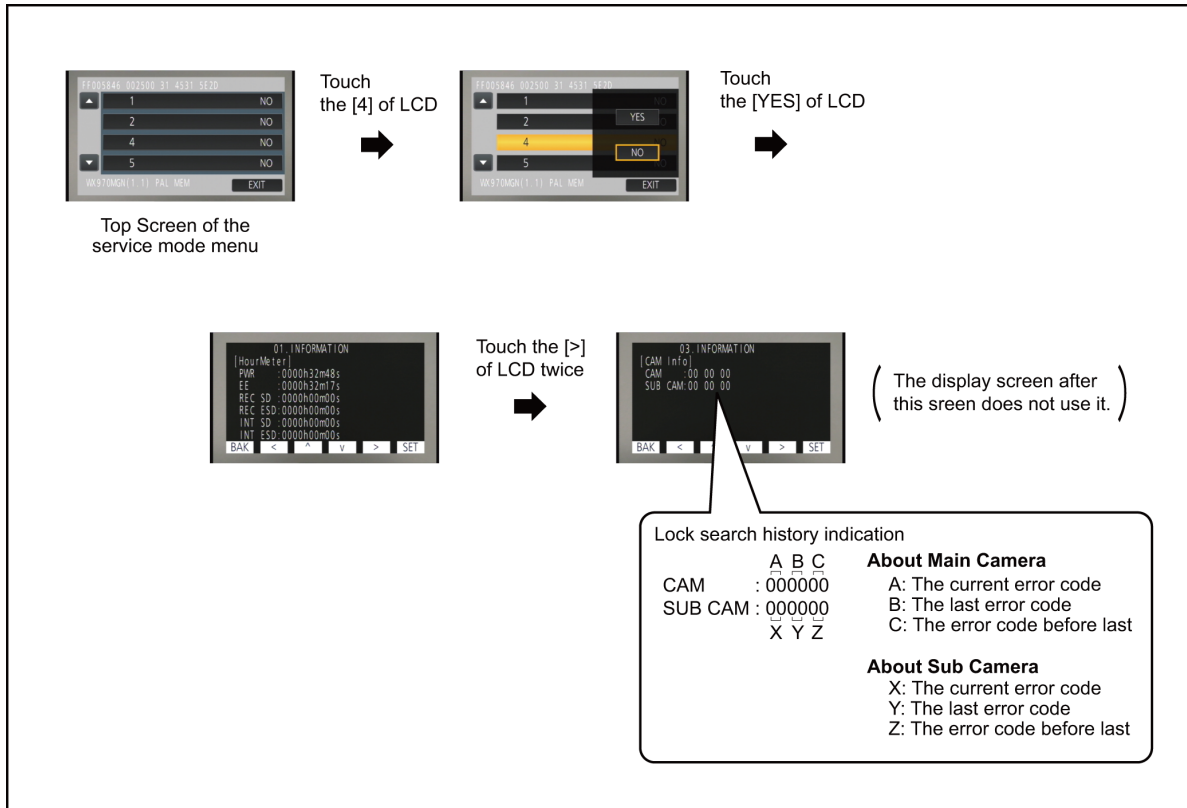 FF005846 002500 31 4531 5E2D
1 NO
2 NO
4 NO
5 NO
WX970MGN(1.1) PAL MEM EXIT
Top Screen of the
service mode menu
Touch
the [4] of LCD
FF005846 002500 31 4531 5E2D
1 NO
2 YES
4 NO
5
WX970MGN(1.1) PAL MEM EXIT
Touch
the [YES] of LCD
01.INFORMATION
[HourMeter]
PWR :0000h32m48s
EE :0000h32m17s
REC SD :0000h00m00s
REC ESD:0000h00m00s
INT SD :0000h00m00s
INT ESD:0000h00m00s
BAK < ^ v > SET
Touch the [>]
of LCD twice
03.INFORMATION
[CAM Info]
CAM :00 00 00
SUB CAM:00 00 00
BAK < v > SET
( The display screen after
this sreen does not use it. )
Lock search history indication
A B C
CAM : 000000
SUB CAM : 000000
X Y Z
About Main Camera
A: The current error code
B: The last error code
C: The error code before last
About Sub Camera
X: The current error code
Y: The last error code
Z: The error code before last